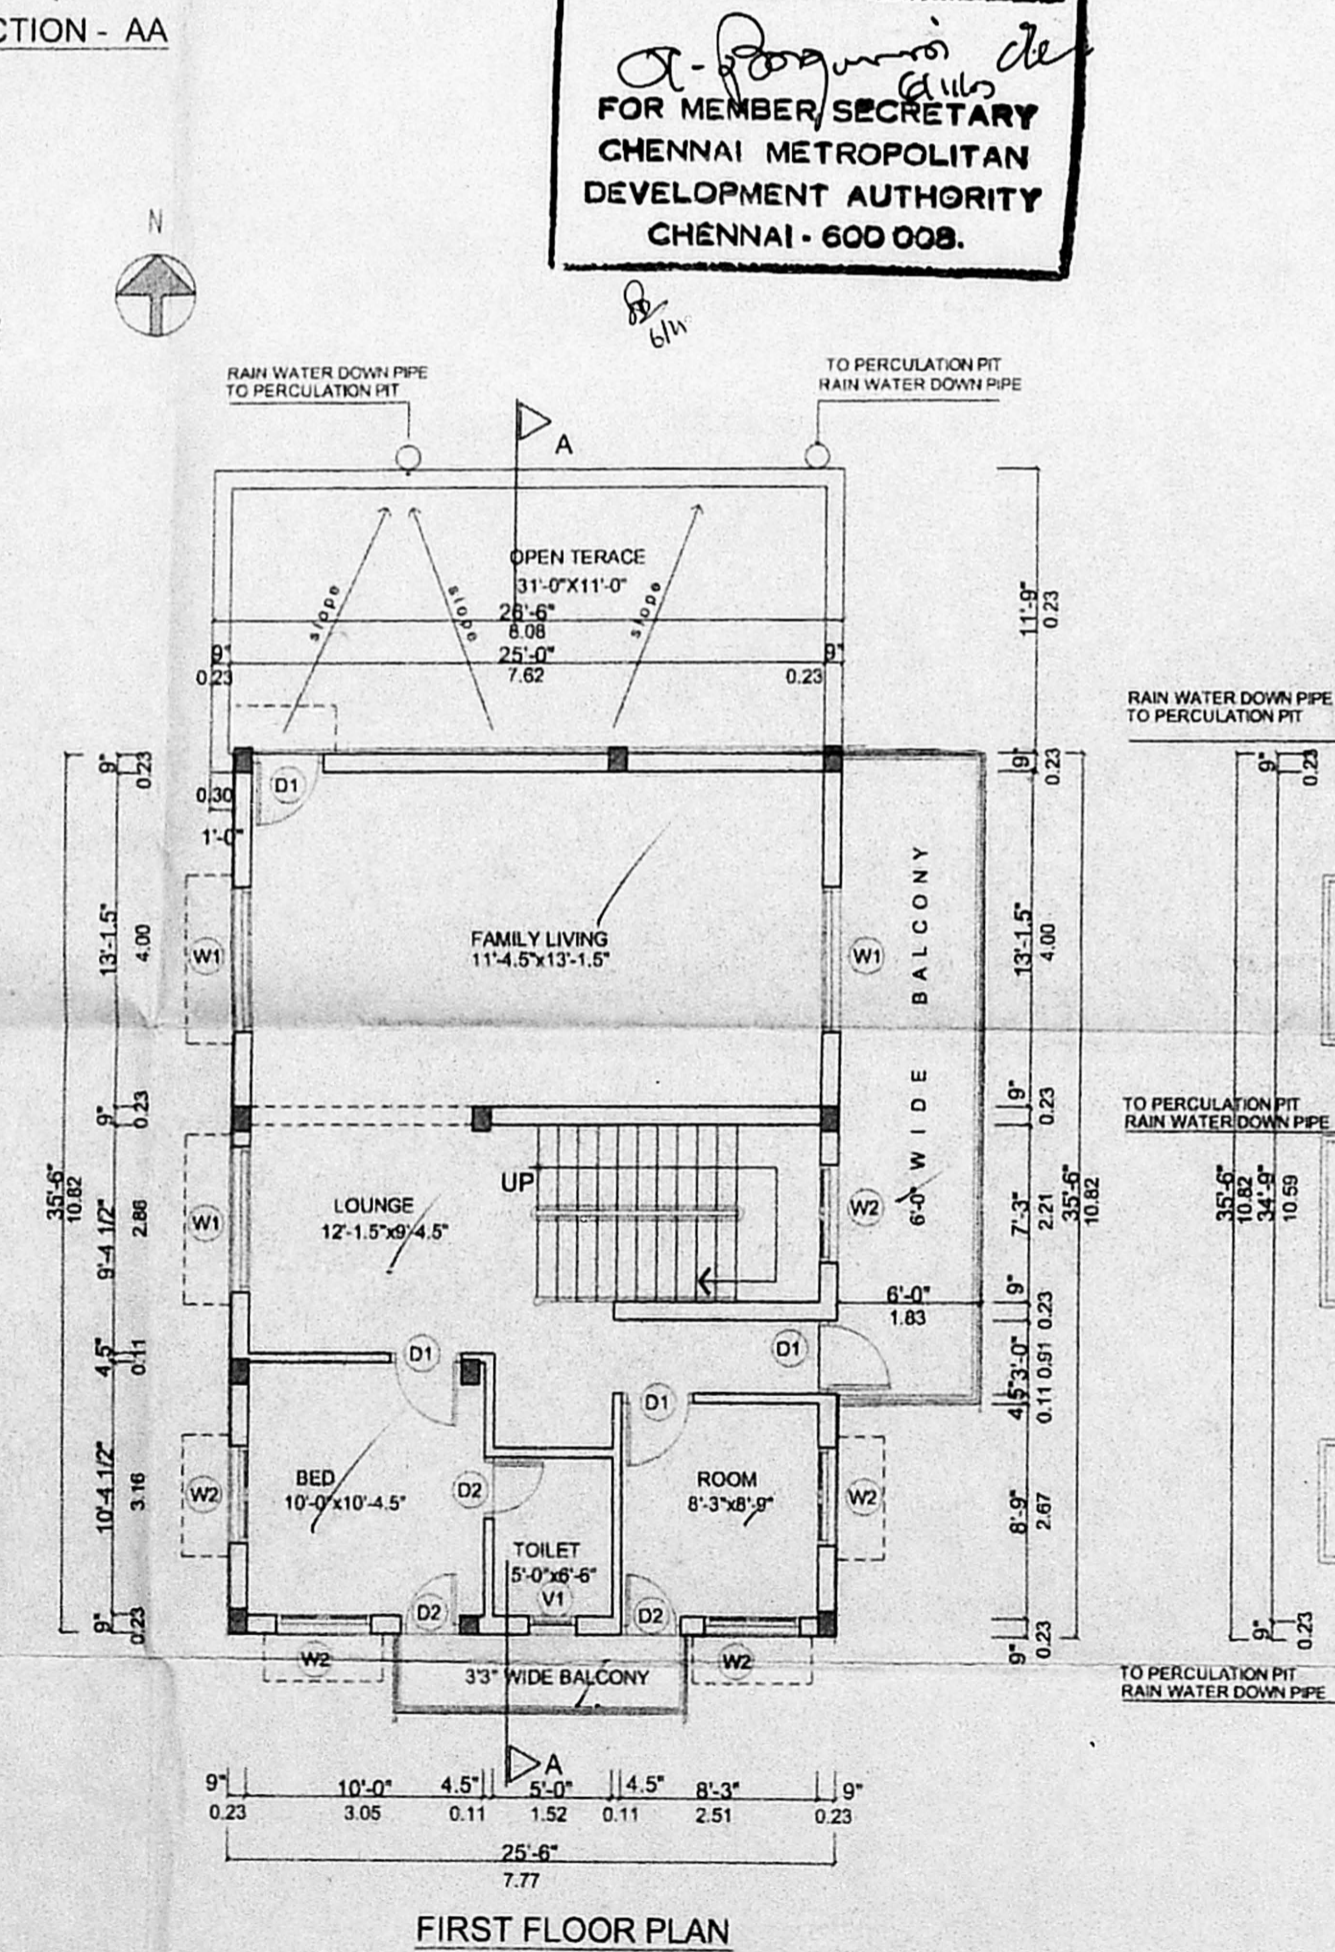 CTION - AA
FOR MEMBER SECRETARY
CHENNAI METROPOLITAN
DEVELOPMENT AUTHORITY
CHENNAI - 600 008.
6/11
N
RAIN WATER DOWN PIPE
TO PERCULATION PIT
TO PERCULATION PIT
RAIN WATER DOWN PIPE
A
OPEN TERACE
31'-0"X11'-0"
26'-6"
8.08
25'-0"
7.62
slope
slope
slope
9"
0.23
9"
0.23
11'-9"
0.23
RAIN WATER DOWN PIPE
TO PERCULATION PIT
9"
0.23
D1
0.30
1'-0"
9"
0.23
9"
0.23
FAMILY LIVING
11'-4.5"x13'-1.5"
13'-1.5"
4.00
W1
W1
6'-0" WIDE BALCONY
13'-1.5"
4.00
9"
0.23
9"
0.23
TO PERCULATION PIT
RAIN WATER DOWN PIPE
35'-6"
10.82
9'-4 1/2"
2.86
W1
LOUNGE
12'-1.5"x9'-4.5"
UP
W2
7'-3"
2.21
35'-6"
10.82
35'-6"
10.82
34'-9"
10.59
6'-0"
1.83
9"
0.23
4.5"
0.11
D1
D1
3'-0"
0.91
4.5"
0.11
D1
10'-4.1/2"
3.16
W2
BED
10'-0"x10'-4.5"
D2
ROOM
8'-3"x8'-9"
W2
8'-9"
2.67
TOILET
5'-0"x6'-6"
V1
D2
D2
9"
0.23
9"
0.23
9"
0.23
W2
W2
3'3" WIDE BALCONY
TO PERCULATION PIT
RAIN WATER DOWN PIPE
A
9" 10'-0" 4.5" 5'-0" 4.5" 8'-3" 9"
0.23 3.05 0.11 1.52 0.11 2.51 0.23
25'-6"
7.77
FIRST FLOOR PLAN